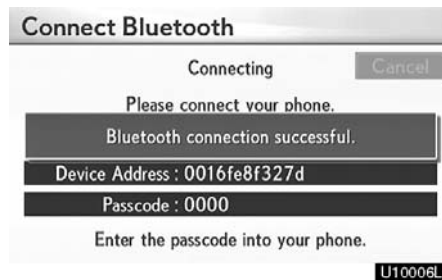 Connect Bluetooth
Connecting
Cancel
Please connect your phone.
Bluetooth connection successful.
Device Address : 0016fe8f327d
Passcode : 0000
Enter the passcode into your phone.
U10006L